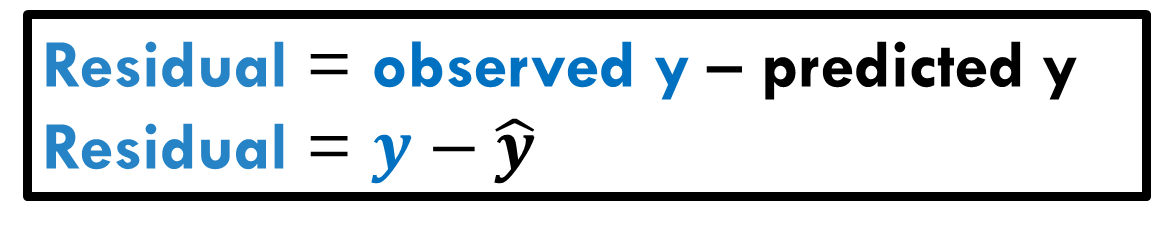 Residual = observed y – predicted y
Residual = y – ŷ